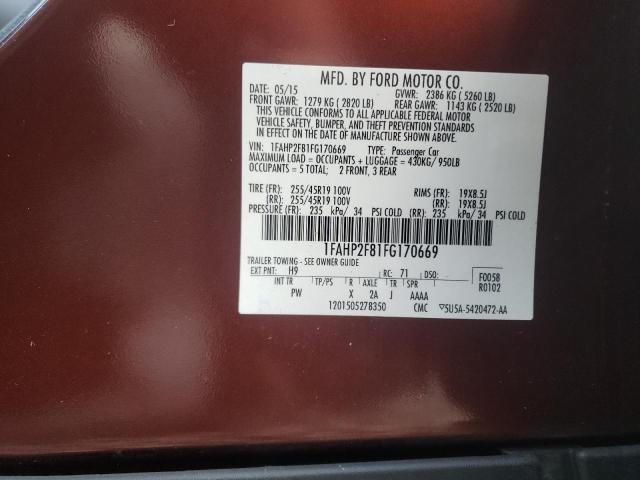 MFD. BY FORD MOTOR CO.
DATE: 05/15 GVWR: 2386 KG ( 5260 LB)
FRONT GAWR: 1279 KG ( 2820 LB) REAR GAWR: 1143 KG ( 2520 LB)
THIS VEHICLE CONFORMS TO ALL APPLICABLE FEDERAL MOTOR
VEHICLE SAFETY, BUMPER, AND THEFT PREVENTION STANDARDS
IN EFFECT ON THE DATE OF MANUFACTURE SHOWN ABOVE.
VIN: 1FAHP2F81FG170669 TYPE: Passenger Car
MAXIMUM LOAD = OCCUPANTS + LUGGAGE = 430KG/ 950LB
OCCUPANTS = 5 TOTAL: 2 FRONT, 3 REAR
TIRE (FR): 255/45R19 100V RIMS (FR): 19X8.5J
(RR): 255/45R19 100V (RR): 19X8.5J
PRESSURE (FR): 235 kPa/ 34 PSI COLD (RR): 235 kPa/ 34 PSI COLD
1FAHP2F81FG170669
TRAILER TOWING - SEE OWNER GUIDE
EXT PNT: H9 RC: 71 DSO: F0058
R0102
INT TR TP/PS R AXLE TR SPR
PW X 2A J AAAA
1201505278350 CMC ▽5U5A-5420472-AA